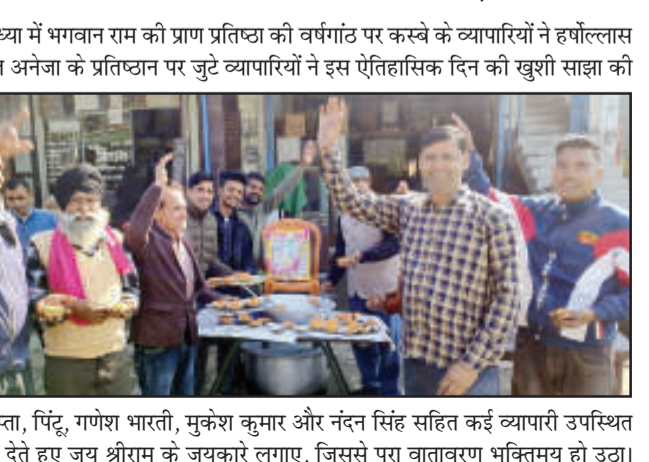 में भगवान राम की प्राण प्रतिष्ठा की वर्षगांठ पर कस्बे के व्यापारियों ने हर्षोल्लास
अनेजा के प्रतिष्ठान पर जुटे व्यापारियों ने इस ऐतिहासिक दिन की खुशी साझा की
पिंटू, गणेश भारती, मुकेश कुमार और नंदन सिंह सहित कई व्यापारी उपस्थित
देते हुए जय श्रीराम के जयकारे लगाए, जिससे पूरा वातावरण भक्तिमय हो उठा।